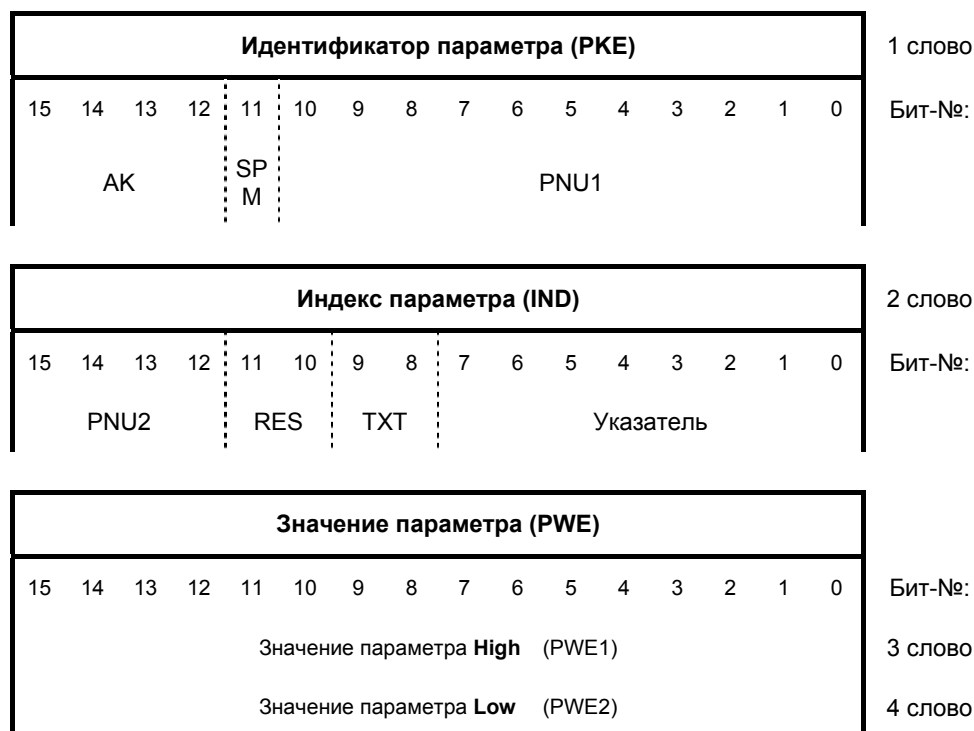 Идентификатор параметра (PKE) 1 слово
15 14 13 12 11 10 9 8 7 6 5 4 3 2 1 0 Бит-№:
AK SP M PNU1
Индекс параметра (IND) 2 слово
15 14 13 12 11 10 9 8 7 6 5 4 3 2 1 0 Бит-№:
PNU2 RES TXT Указатель
Значение параметра (PWE)
15 14 13 12 11 10 9 8 7 6 5 4 3 2 1 0 Бит-№:
Значение параметра High (PWE1) 3 слово
Значение параметра Low (PWE2) 4 слово